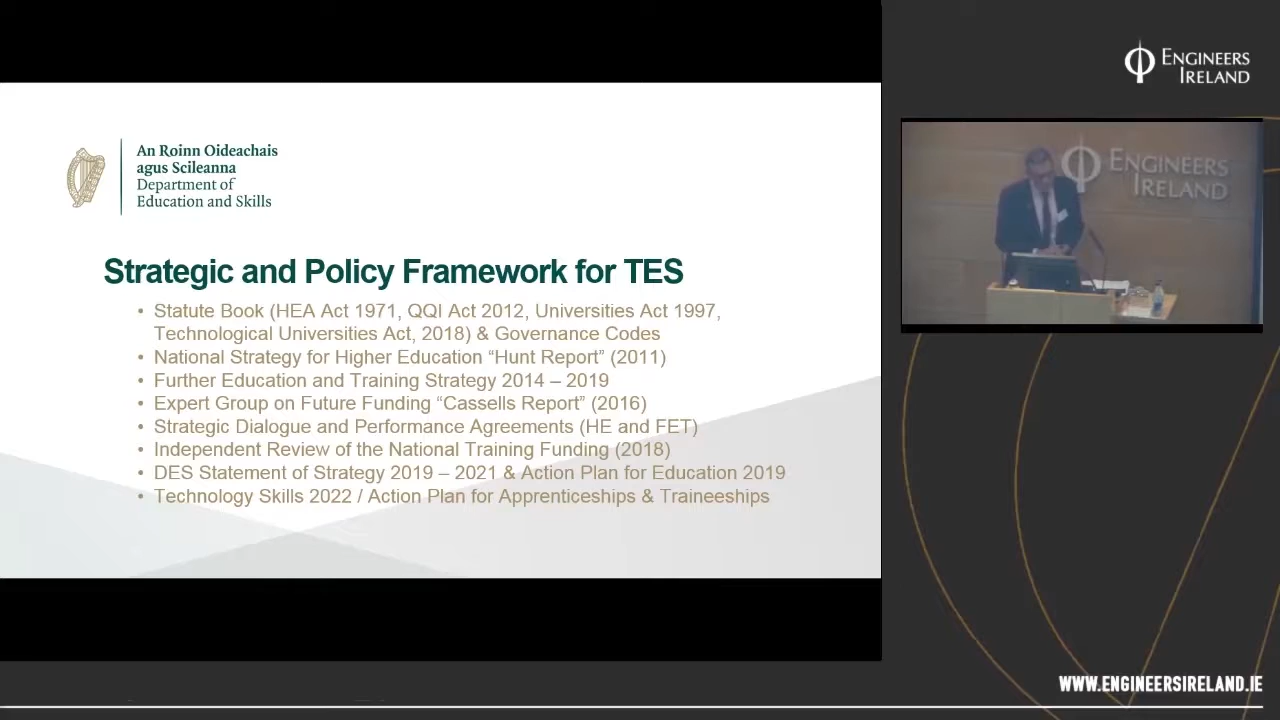 An Roinn Oideachais
agus Scileanna
Department of
Education and Skills
Strategic and Policy Framework for TES
• Statute Book (HEA Act 1971, QQI Act 2012, Universities Act 1997,
Technological Universities Act, 2018) & Governance Codes
• National Strategy for Higher Education “Hunt Report” (2011)
• Further Education and Training Strategy 2014 – 2019
• Expert Group on Future Funding “Cassells Report” (2016)
• Strategic Dialogue and Performance Agreements (HE and FET)
• Independent Review of the National Training Funding (2018)
• DES Statement of Strategy 2019 – 2021 & Action Plan for Education 2019
• Technology Skills 2022 / Action Plan for Apprenticeships & Traineeships
ENGINEERS
IRELAND
ENGINEERS
IRELAND
WWW.ENGINEERSIRELAND.IE